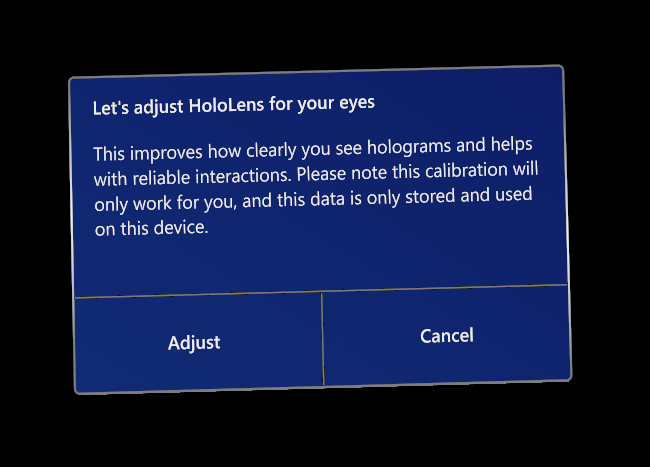 Let's adjust HoloLens for your eyes
This improves how clearly you see holograms and helps
with reliable interactions. Please note this calibration will
only work for you, and this data is only stored and used
on this device.
Adjust
Cancel